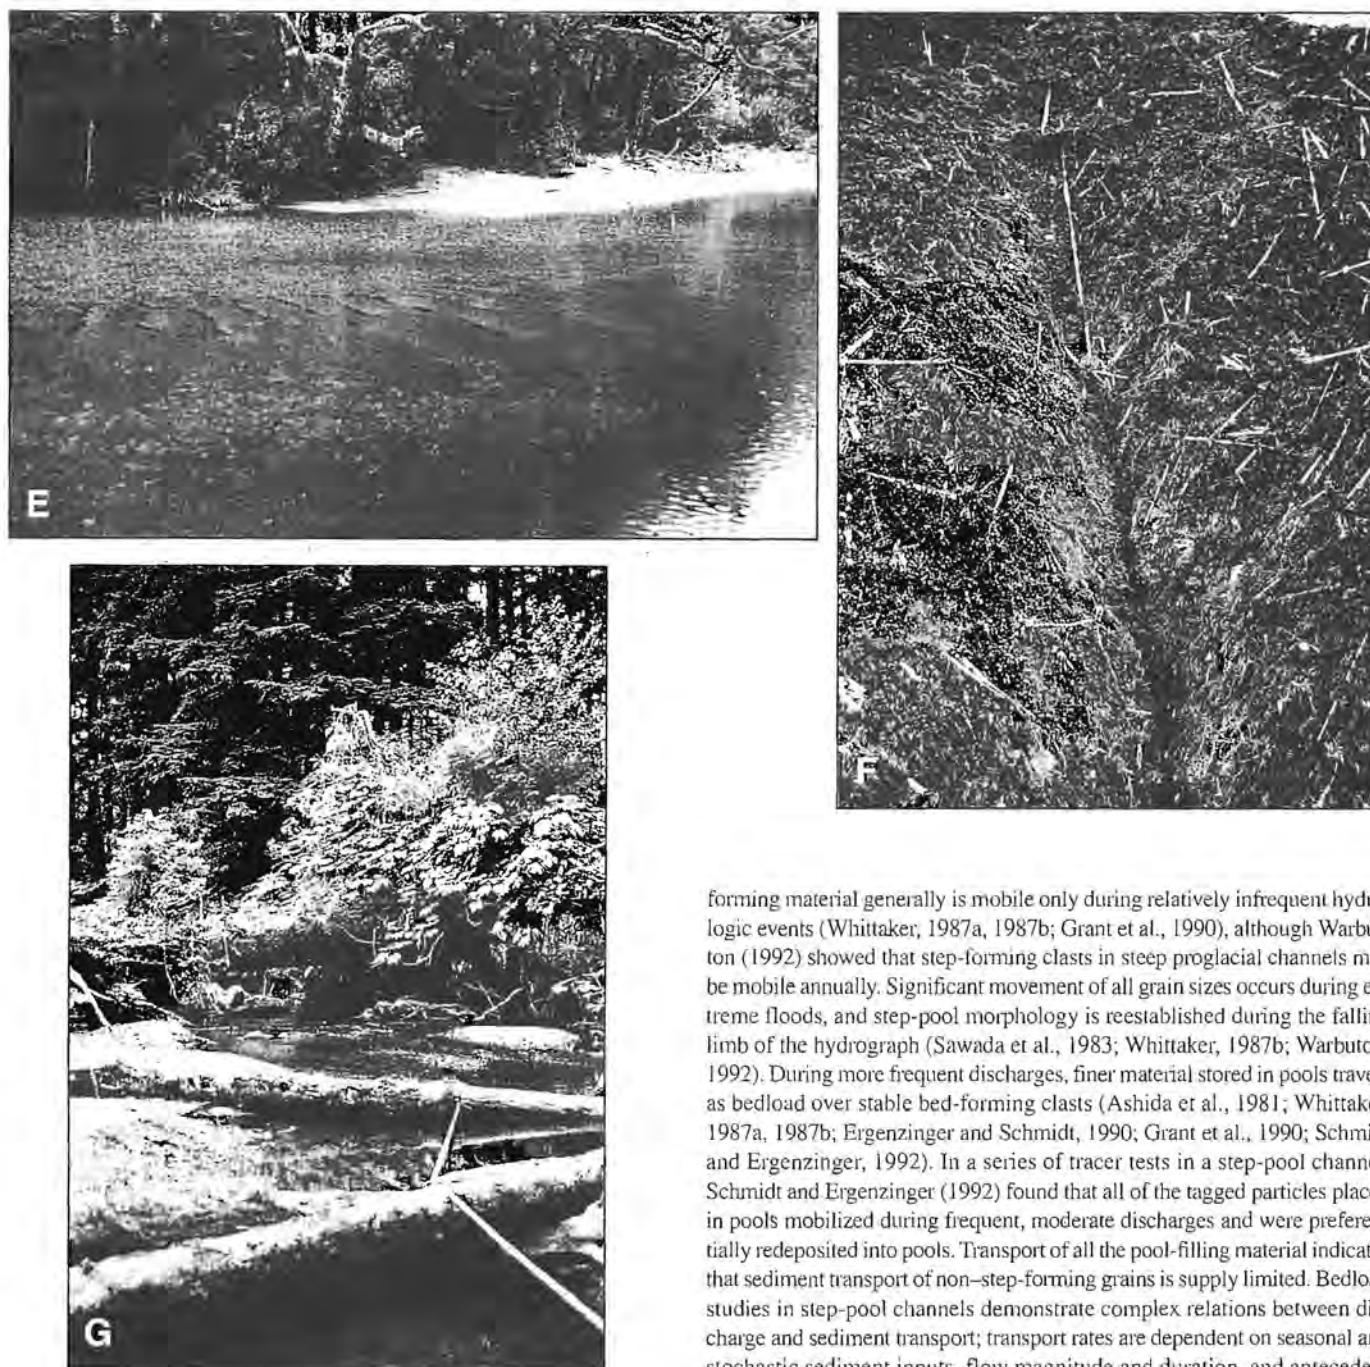 E
F
G
forming material generally is mobile only during relatively infrequent hydr
logic events (Whittaker, 1987a, 1987b; Grant et al., 1990), although Warbu
ton (1992) showed that step-forming clasts in steep proglacial channels m
be mobile annually. Significant movement of all grain sizes occurs during e
treme floods, and step-pool morphology is reestablished during the falli
limb of the hydrograph (Sawada et al., 1983; Whittaker, 1987b; Warbuto
1992). During more frequent discharges, finer material stored in pools trave
as bedload over stable bed-forming clasts (Ashida et al., 1981; Whittake
1987a, 1987b; Ergenzinger and Schmidt, 1990; Grant et al., 1990; Schmi
and Ergenzinger, 1992). In a series of tracer tests in a step-pool channe
Schmidt and Ergenzinger (1992) found that all of the tagged particles plac
in pools mobilized during frequent, moderate discharges and were prefere
tially redeposited into pools. Transport of all the pool-filling material indicat
that sediment transport of non–step-forming grains is supply limited. Bedlo
studies in step-pool channels demonstrate complex relations between di
charge and sediment transport; transport rates are dependent on seasonal a
stochastic sediment inputs, flow magnitude and duration, and